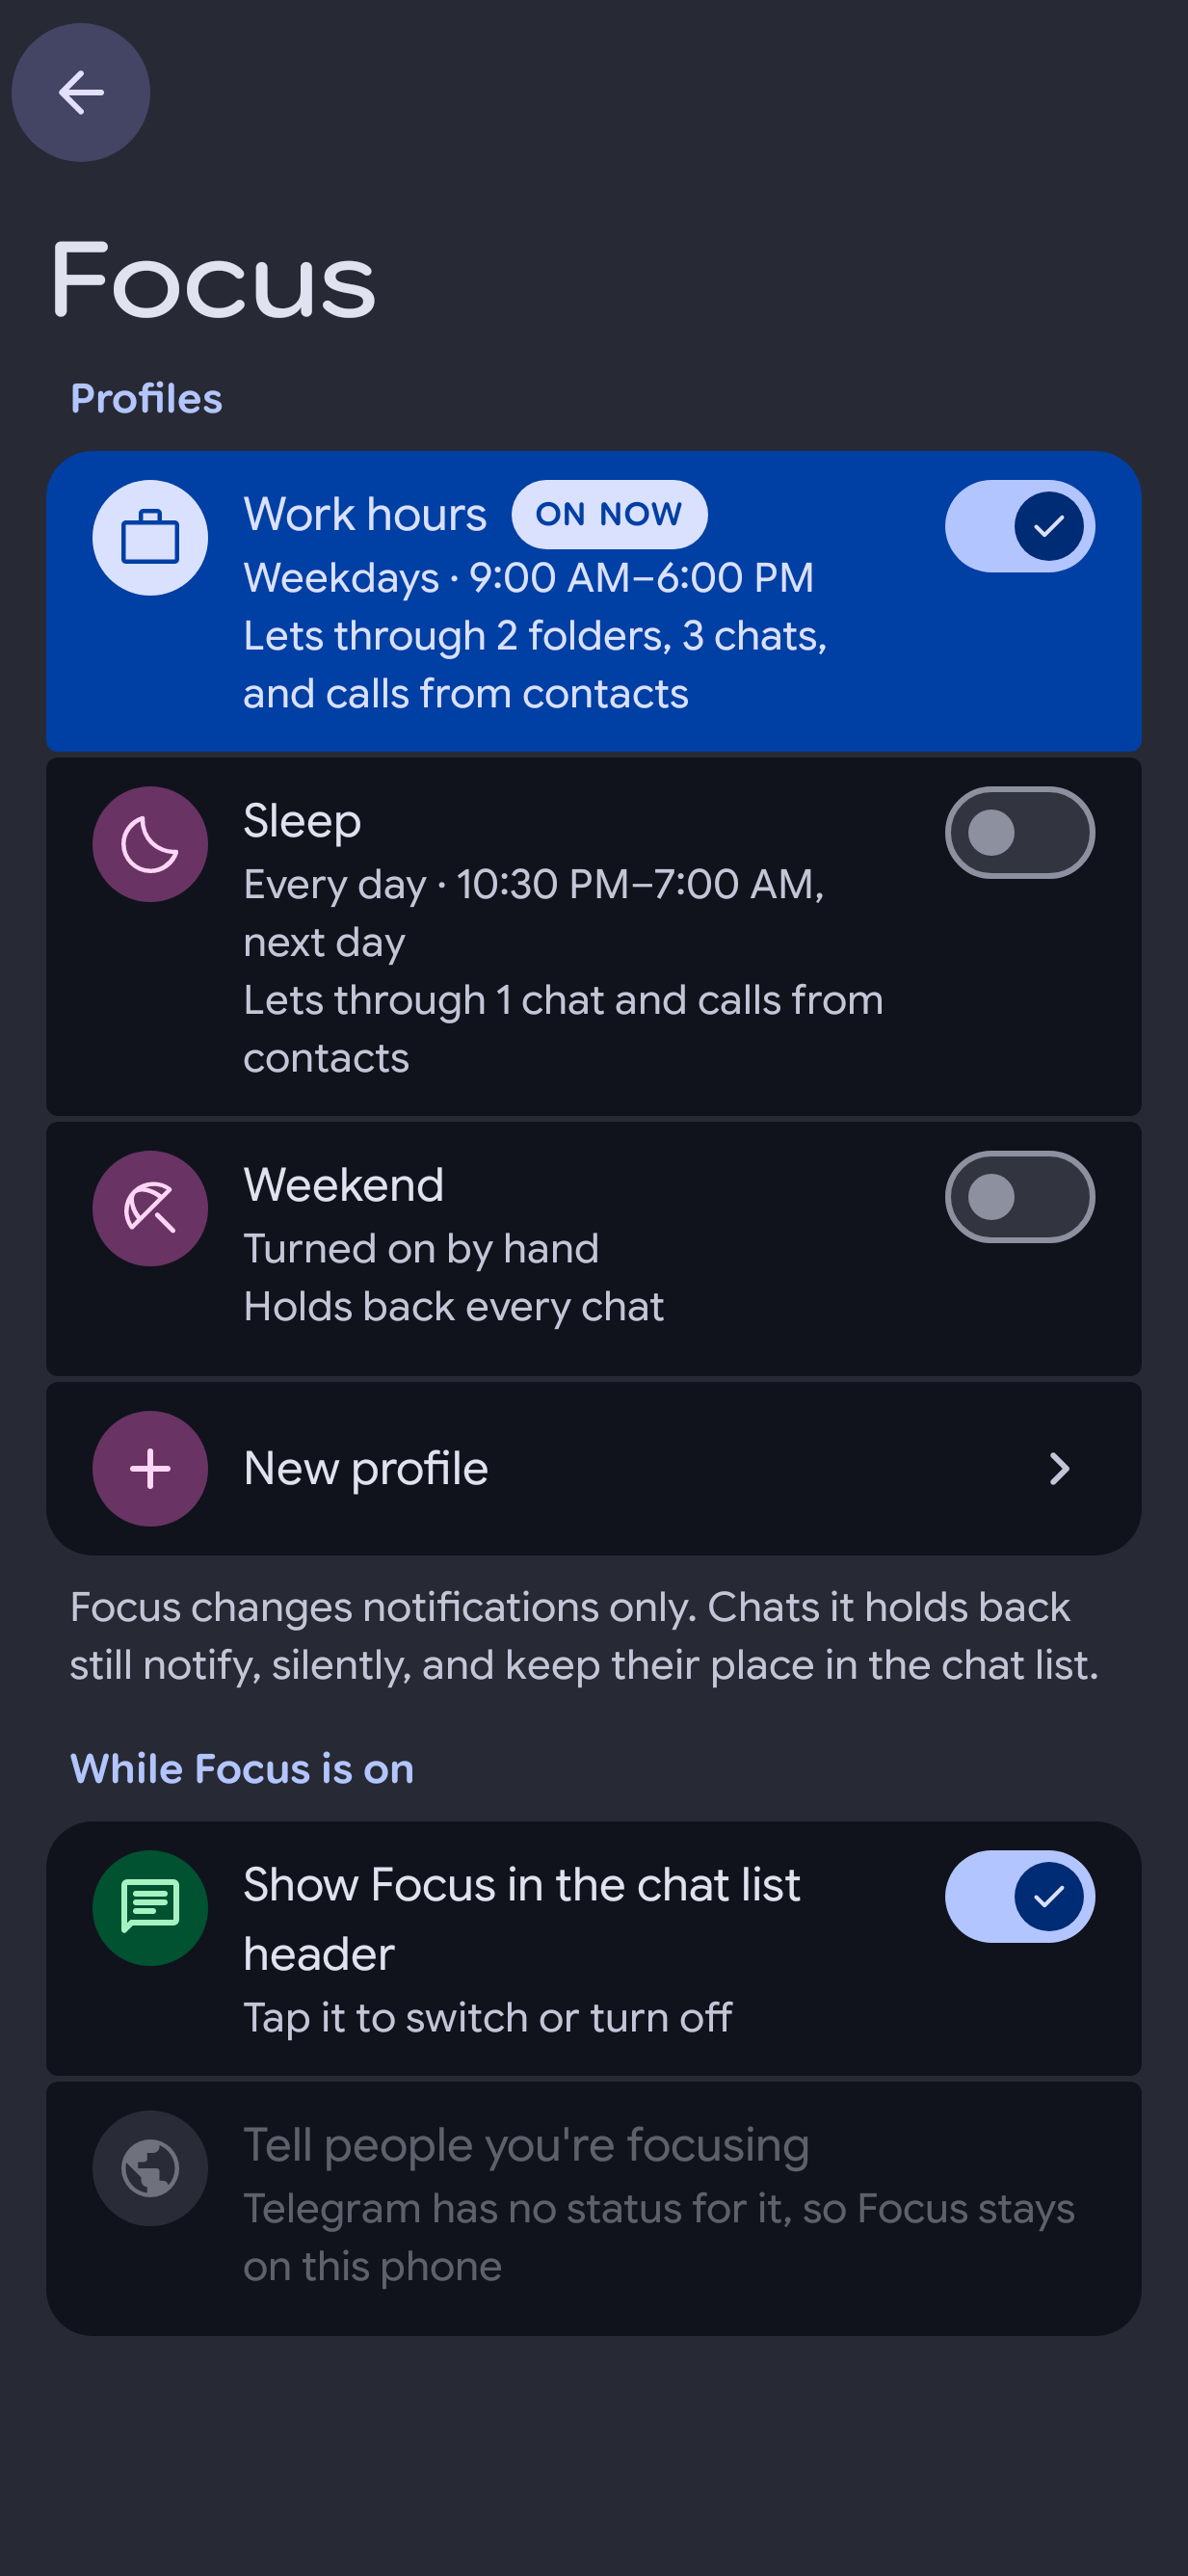 Focus
Profiles
Work hours ON NOW
Weekdays · 9:00 AM–6:00 PM
Lets through 2 folders, 3 chats,
and calls from contacts
Sleep
Every day · 10:30 PM–7:00 AM,
next day
Lets through 1 chat and calls from
contacts
Weekend
Turned on by hand
Holds back every chat
New profile
Focus changes notifications only. Chats it holds back
still notify, silently, and keep their place in the chat list.
While Focus is on
Show Focus in the chat list
header
Tap it to switch or turn off
Tell people you're focusing
Telegram has no status for it, so Focus stays
on this phone